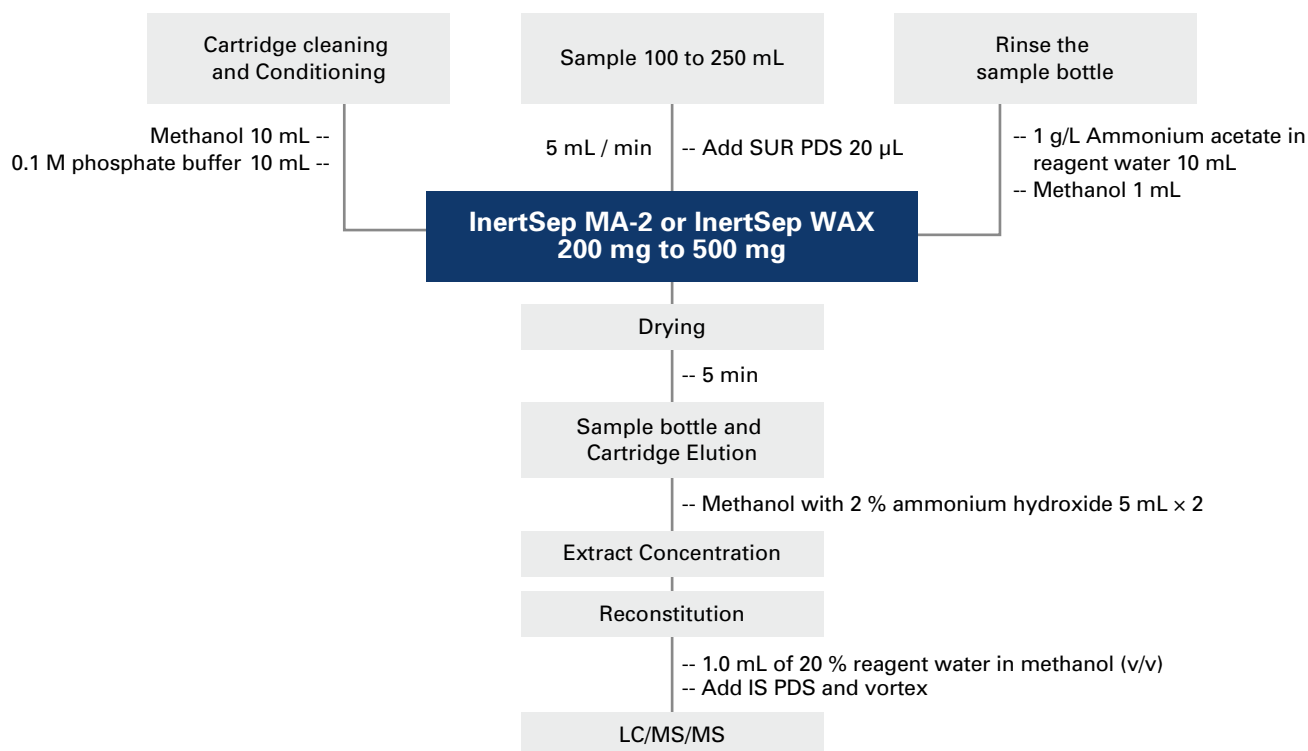 Cartridge cleaning
and Conditioning
Sample 100 to 250 mL
Rinse the
sample bottle
Methanol 10 mL --
0.1 M phosphate buffer 10 mL --
5 mL / min
-- Add SUR PDS 20 µL
-- 1 g/L Ammonium acetate in
reagent water 10 mL
-- Methanol 1 mL
InertSep MA-2 or InertSep WAX
200 mg to 500 mg
Drying
-- 5 min
Sample bottle and
Cartridge Elution
-- Methanol with 2 % ammonium hydroxide 5 mL × 2
Extract Concentration
Reconstitution
-- 1.0 mL of 20 % reagent water in methanol (v/v)
-- Add IS PDS and vortex
LC/MS/MS